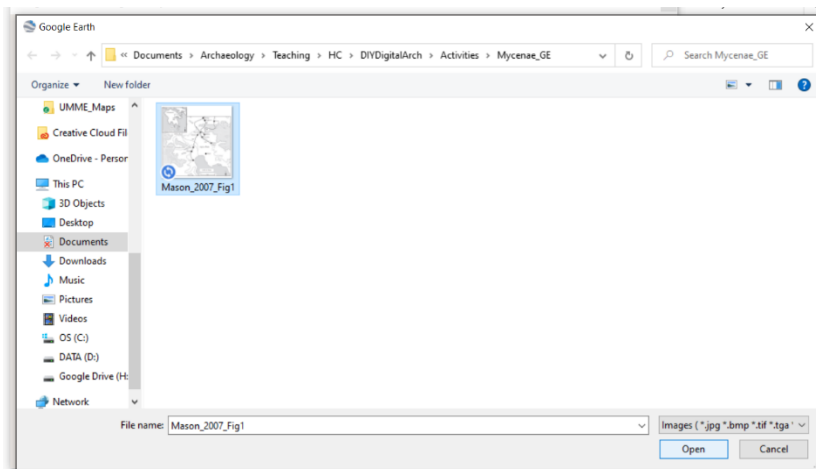 Google Earth
« Documents > Archaeology > Teaching > HC > DIYDigitalArch > Activities > Mycenae_GE
Search Mycenae_GE
Organize
New folder
UMME_Maps
Creative Cloud Fil
OneDrive - Person
This PC
3D Objects
Desktop
Documents
Downloads
Music
Pictures
Videos
OS (C:)
DATA (D:)
Google Drive (H:
Network
Mason_2007_Fig1
File name: Mason_2007_Fig1
Images ( *.jpg *.bmp *.tif *.tga *
Open
Cancel